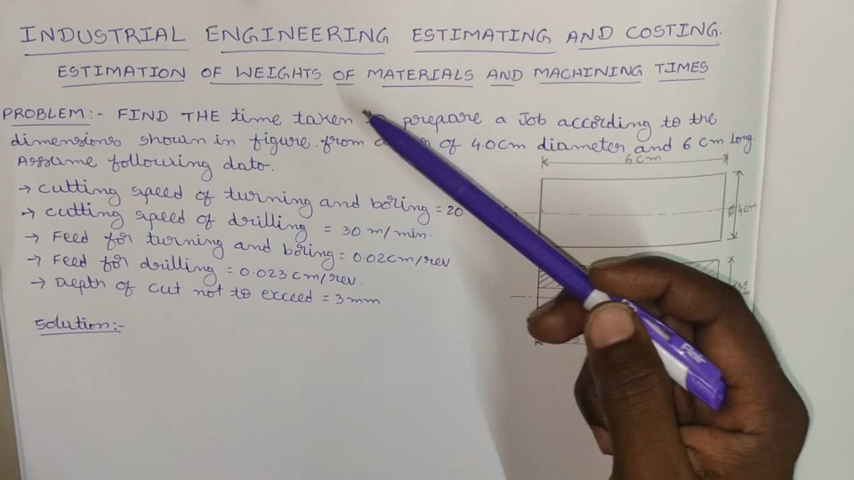 INDUSTRIAL ENGINEERING ESTIMATING AND COSTING.
ESTIMATION OF WEIGHTS OF MATERIALS AND MACHINING TIMES
PROBLEM:- FIND THE time taken prepare a Job according to the
dimensions shown in figure. from of 4.0cm diameter and 6 cm long.
Assume following data.
6cm
→ cutting speed of turning and boring = 20
→ cutting speed of drilling = 30 m/min.
ϕ4cm
→ Feed for turning and boring = 0.02cm/rev
→ Feed for drilling = 0.023 cm/rev.
→ Depth of cut not to exceed = 3mm
Solution:-
Flair